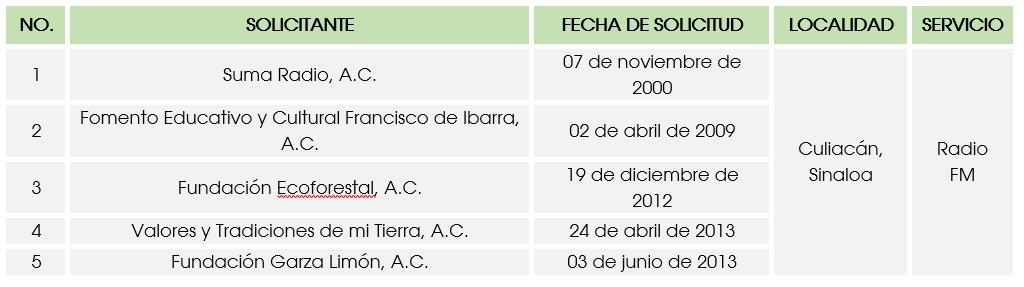 NO. SOLICITANTE FECHA DE SOLICITUD LOCALIDAD SERVICIO
1 Suma Radio, A.C. 07 de noviembre de
2000
2 Fomento Educativo y Cultural Francisco de Ibarra,
A.C. 02 de abril de 2009
3 Fundación Ecoforestal, A.C. 19 de diciembre de
2012
4 Valores y Tradiciones de mi Tierra, A.C. 24 de abril de 2013
5 Fundación Garza Limón, A.C. 03 de junio de 2013
Culiacán,
Sinaloa
Radio
FM